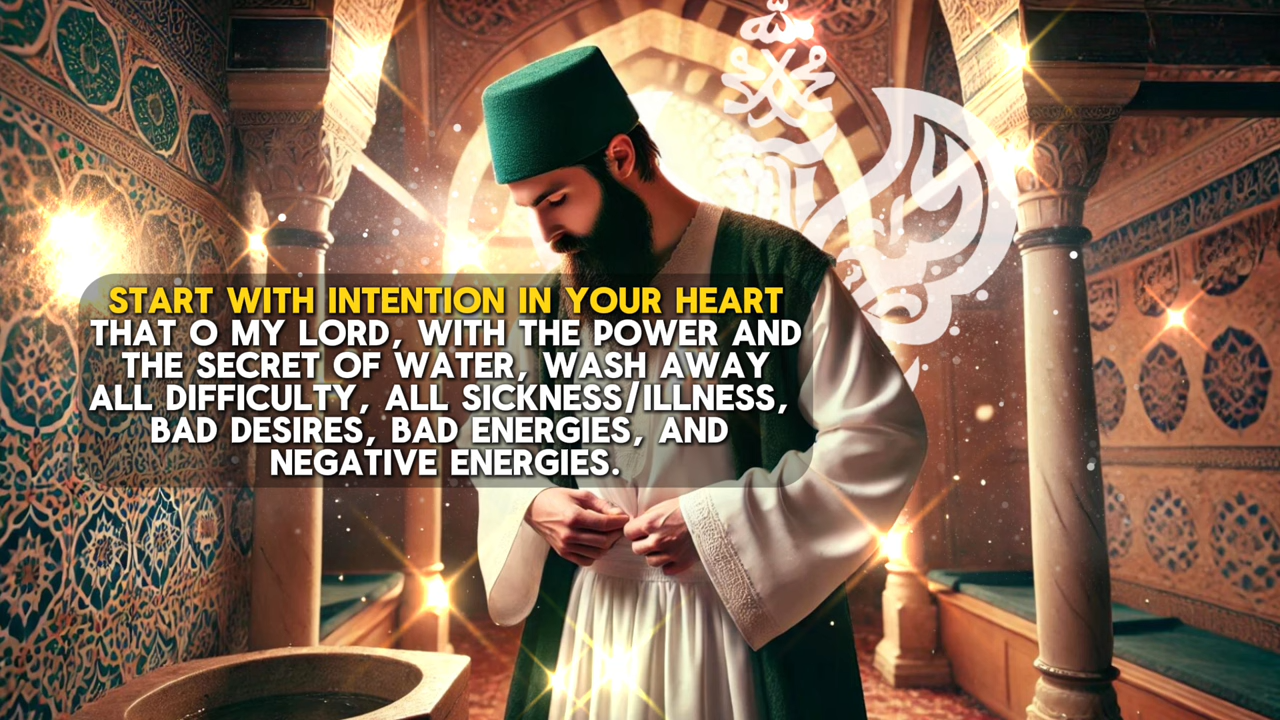 START WITH INTENTION IN YOUR HEART
THAT O MY LORD, WITH THE POWER AND
THE SECRET OF WATER, WASH AWAY
ALL DIFFICULTY, ALL SICKNESS/ILLNESS,
BAD DESIRES, BAD ENERGIES, AND
NEGATIVE ENERGIES.